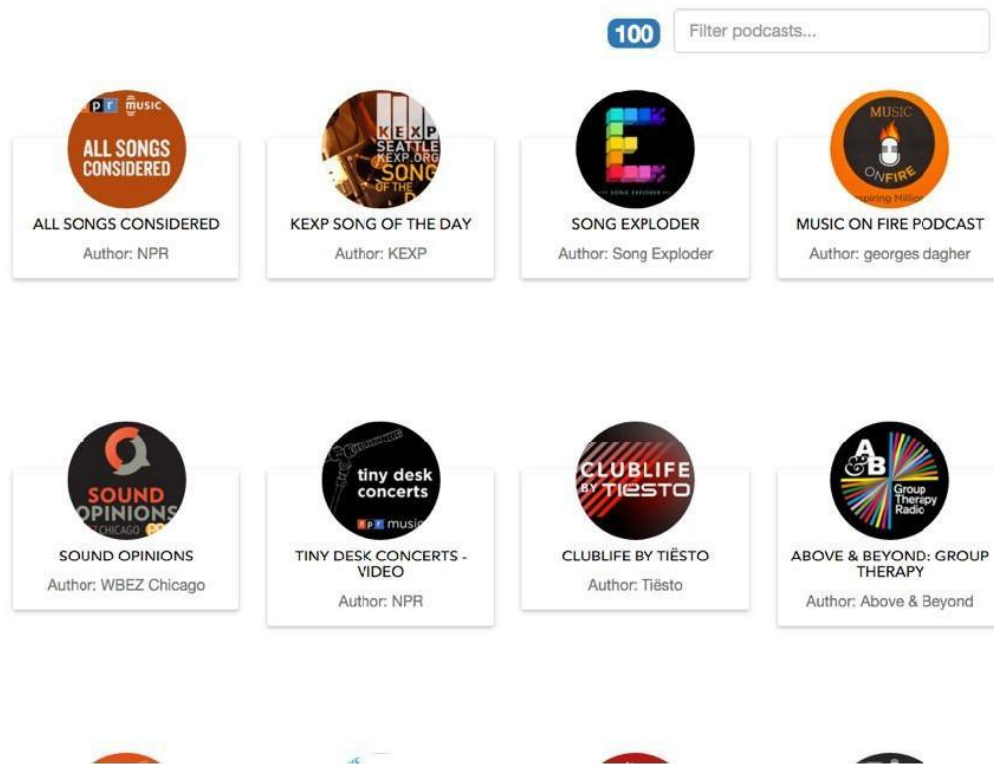 100 Filter podcasts...
npr music
ALL SONGS
CONSIDERED
ALL SONGS CONSIDERED
Author: NPR
KEXP
SEATTLE
KEXP.ORG
SONG
OF THE
KEXP SONG OF THE DAY
Author: KEXP
SONG EXPLODER
SONG EXPLODER
Author: Song Exploder
MUSIC
ONFIRE
MUSIC ON FIRE PODCAST
Author: georges dagher
SOUND
OPINIONS
CHICAGO
SOUND OPINIONS
Author: WBEZ Chicago
tiny desk
concerts
npr music
TINY DESK CONCERTS -
VIDEO
Author: NPR
CLUBLIFE
BY TIËSTO
CLUBLIFE BY TIËSTO
Author: Tiësto
A
&B
Group
Therapy
Radio
ABOVE & BEYOND: GROUP
THERAPY
Author: Above & Beyond